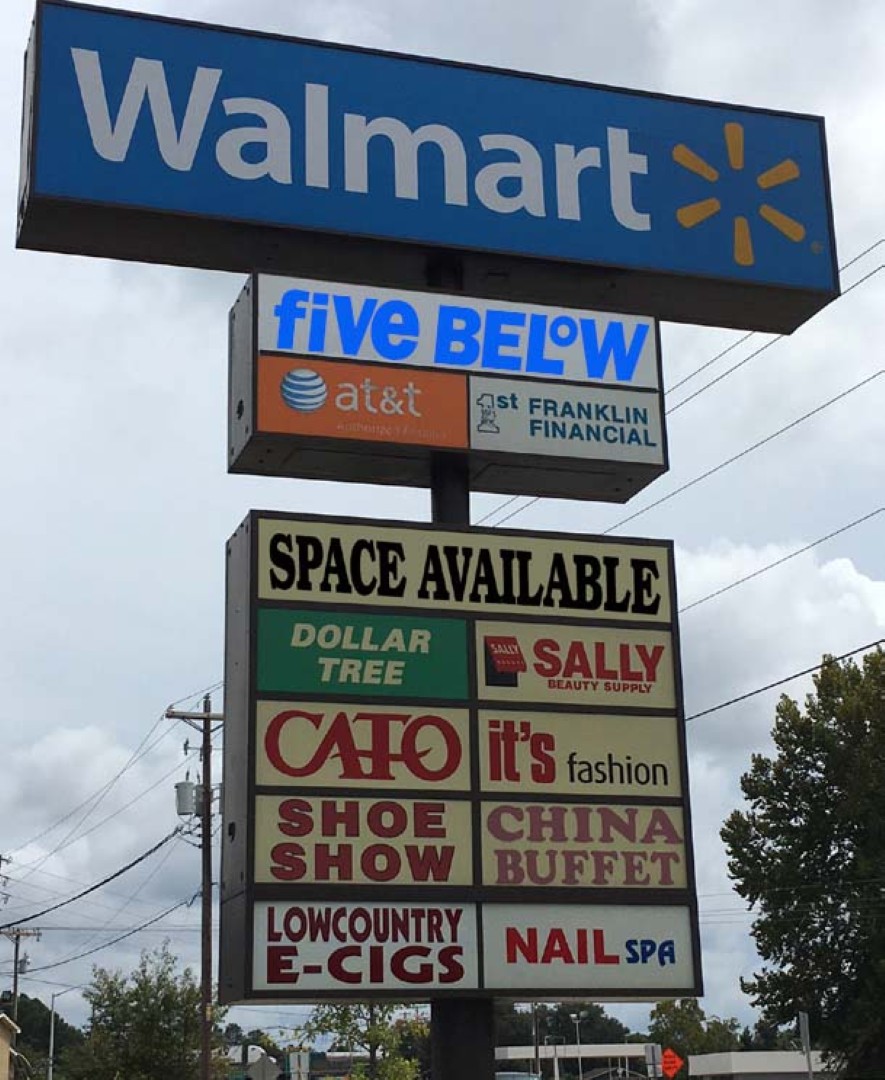 Walmart
five BELOW
at&t
1st FRANKLIN
FINANCIAL
SPACE AVAILABLE
DOLLAR
TREE
SALLY
SALLY
BEAUTY SUPPLY
CATO
it's fashion
SHOE
SHOW
CHINA
BUFFET
LOWCOUNTRY
E-CIGS
NAIL SPA